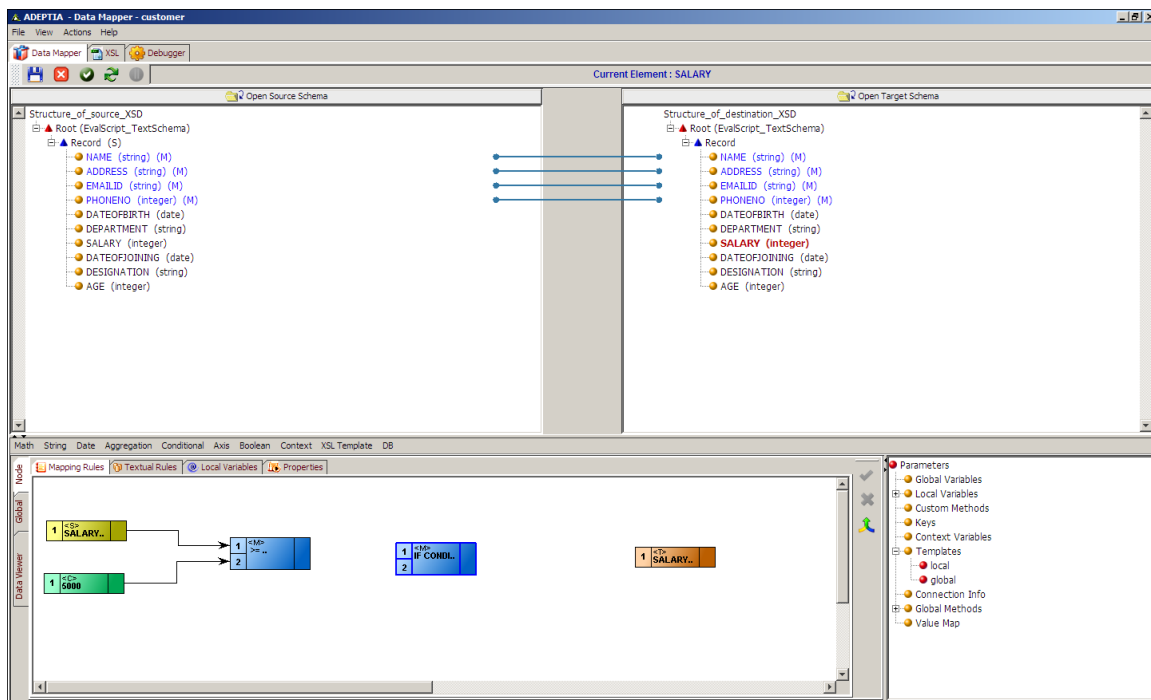 ADEPTIA - Data Mapper - customer
File View Actions Help
Data Mapper XSL Debugger
Current Element : SALARY
Open Source Schema
Open Target Schema
Structure_of_source_XSD
Root (EvalScript_TextSchema)
Record (S)
NAME (string) (M)
ADDRESS (string) (M)
EMAILID (string) (M)
PHONENO (integer) (M)
DATEOFBIRTH (date)
DEPARTMENT (string)
SALARY (integer)
DATEOFJOINING (date)
DESIGNATION (string)
AGE (integer)
Structure_of_destination_XSD
Root (EvalScript_TextSchema)
Record
NAME (string) (M)
ADDRESS (string) (M)
EMAILID (string) (M)
PHONENO (integer) (M)
DATEOFBIRTH (date)
DEPARTMENT (string)
SALARY (integer)
DATEOFJOINING (date)
DESIGNATION (string)
AGE (integer)
Math String Date Aggregation Conditional Axis Boolean Context XSL Template DB
Node
Global
Data Viewer
Mapping Rules Textual Rules Local Variables Properties
1 <S> SALARY..
1 <C> 5000
1 <M> >= ..
2
1 <M> IF CONDI..
2
1 <T> SALARY..
Parameters
Global Variables
Local Variables
Custom Methods
Keys
Context Variables
Templates
local
global
Connection Info
Global Methods
Value Map